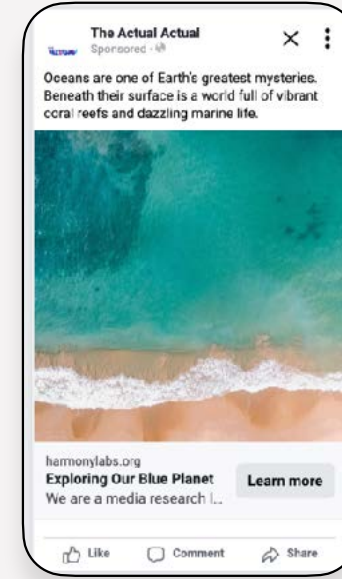 The Actual Actual
Sponsored ·
Oceans are one of Earth's greatest mysteries.
Beneath their surface is a world full of vibrant
coral reefs and dazzling marine life.
harmonylabs.org
Exploring Our Blue Planet
We are a media research l...
Learn more
Like
Comment
Share